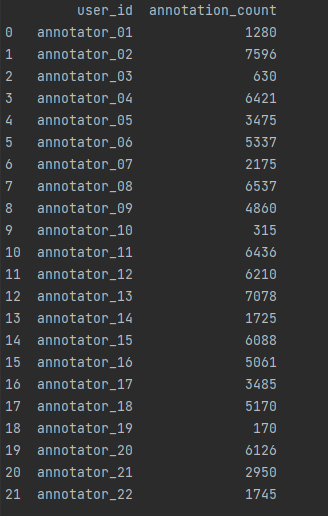 user_id annotation_count
0 annotator_01 1280
1 annotator_02 7596
2 annotator_03 630
3 annotator_04 6421
4 annotator_05 3475
5 annotator_06 5337
6 annotator_07 2175
7 annotator_08 6537
8 annotator_09 4860
9 annotator_10 315
10 annotator_11 6436
11 annotator_12 6210
12 annotator_13 7078
13 annotator_14 1725
14 annotator_15 6088
15 annotator_16 5061
16 annotator_17 3485
17 annotator_18 5170
18 annotator_19 170
19 annotator_20 6126
20 annotator_21 2950
21 annotator_22 1745